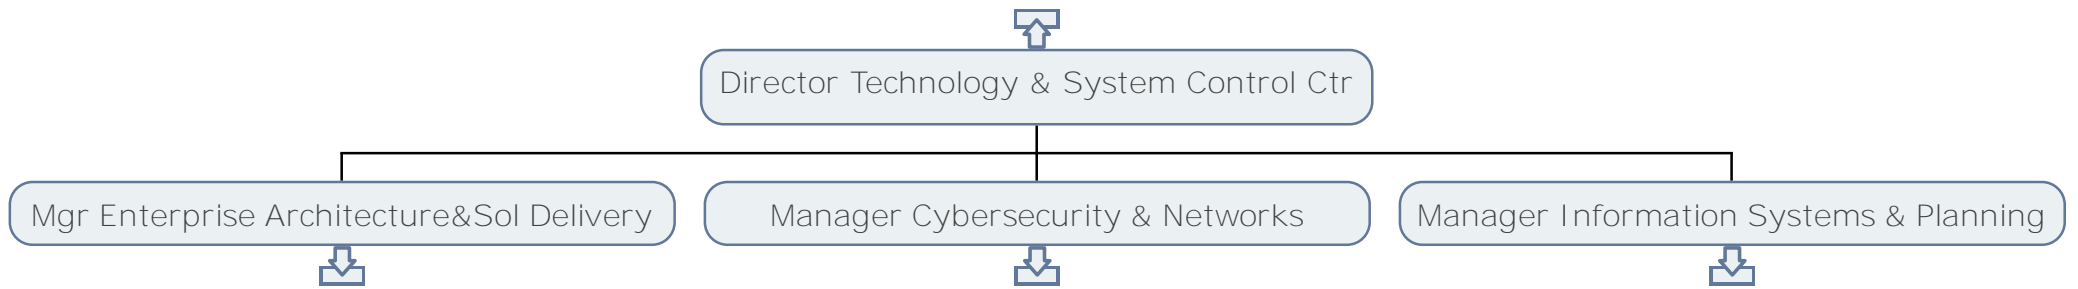 Director Technology & System Control Ctr
Mgr Enterprise Architecture&Sol Delivery
Manager Cybersecurity & Networks
Manager Information Systems & Planning